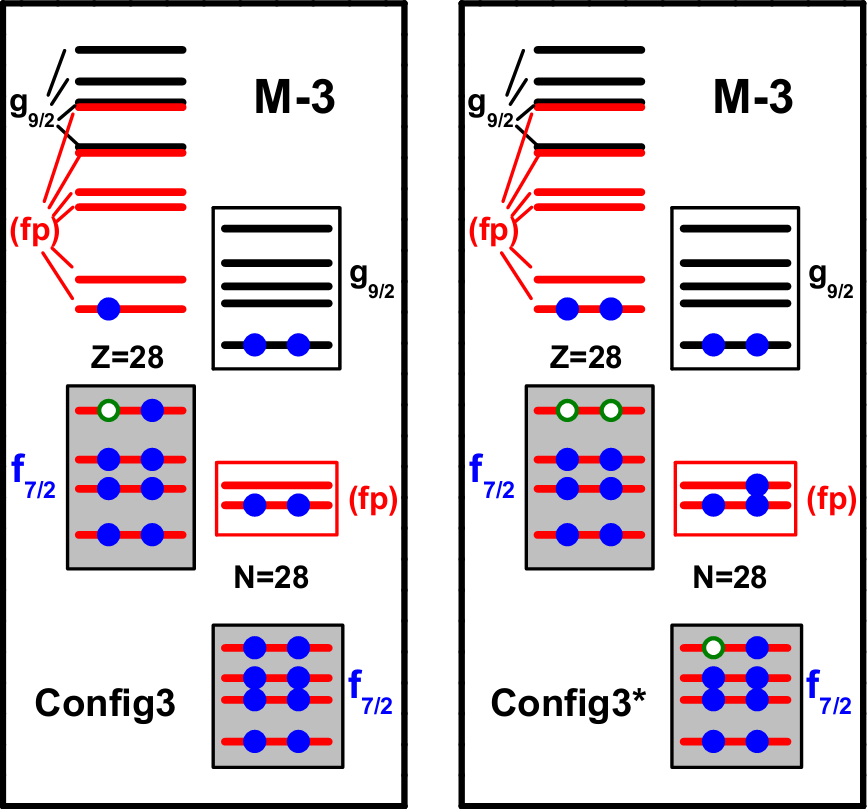 M-3
g9/2
(fp)
g9/2
Z=28
f7/2
(fp)
N=28
Config3
f7/2
M-3
g9/2
(fp)
g9/2
Z=28
f7/2
(fp)
N=28
Config3*
f7/2